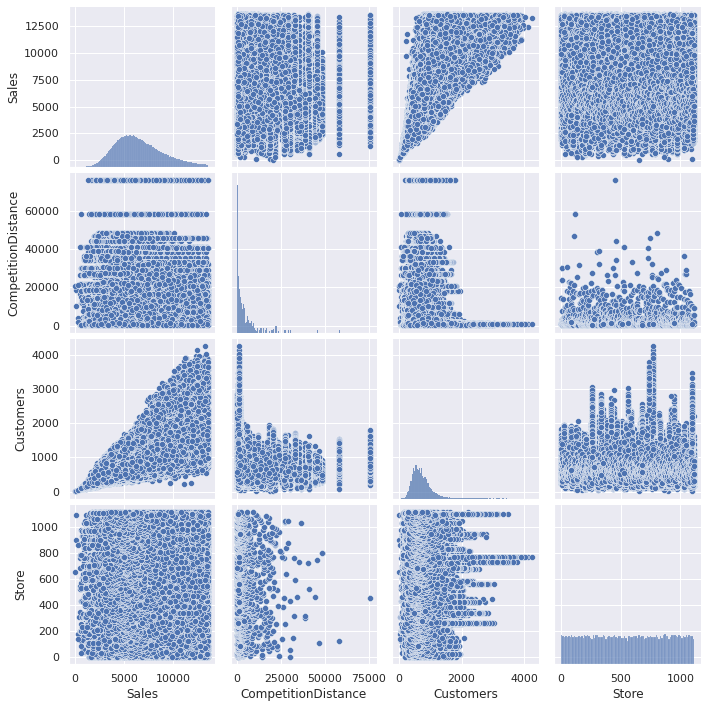 12500
10000
7500
5000
2500
0
Sales
60000
40000
20000
0
CompetitionDistance
4000
3000
2000
1000
0
Customers
1000
800
600
400
200
0
Store
0 5000 10000
Sales
0 25000 50000 75000
CompetitionDistance
0 2000 4000
Customers
0 500 1000
Store